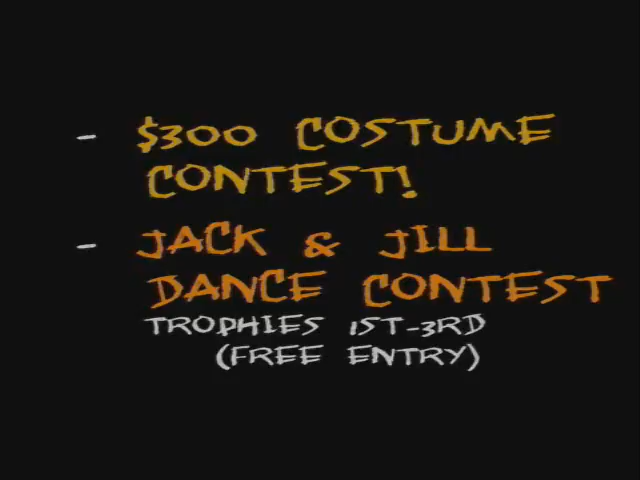 - $300 COSTUME
CONTEST!
- JACK & JILL
DANCE CONTEST
TROPHIES 1ST-3RD
(FREE ENTRY)